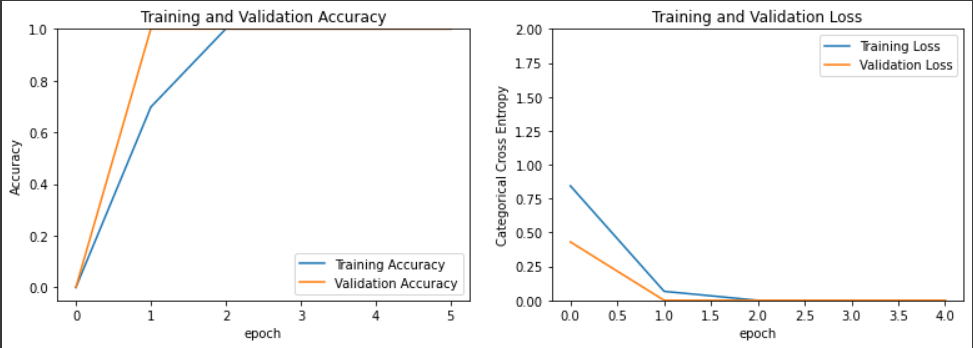 Training and Validation Accuracy
1.0
0.8
0.6
0.4
0.2
0.0
Accuracy
Training Accuracy
Validation Accuracy
0 1 2 3 4 5
epoch
Training and Validation Loss
2.00
1.75
1.50
1.25
1.00
0.75
0.50
0.25
0.00
Categorical Cross Entropy
Training Loss
Validation Loss
0.0 0.5 1.0 1.5 2.0 2.5 3.0 3.5 4.0
epoch